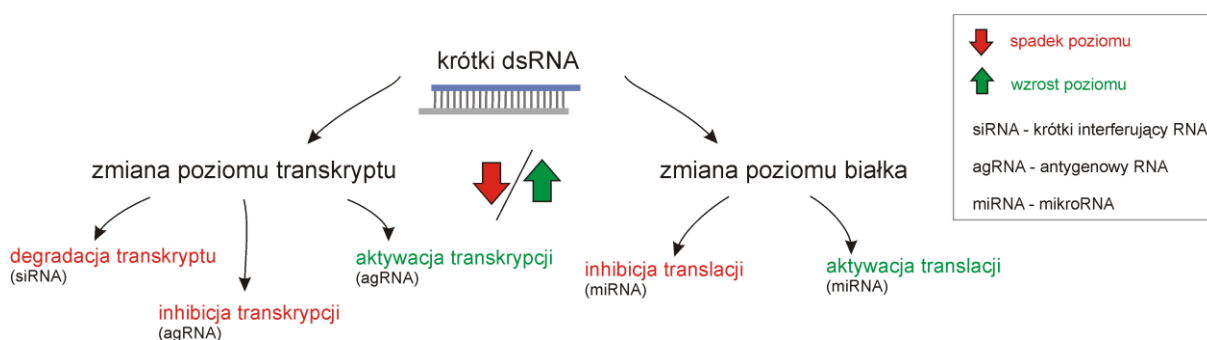 krótki dsRNA
zmiana poziomu transkryptu
zmiana poziomu białka
degradacja transkryptu
(siRNA)
inhibicja transkrypcji
(agRNA)
aktywacja transkrypcji
(agRNA)
inhibicja translacji
(miRNA)
aktywacja translacji
(miRNA)
spadek poziomu
wzrost poziomu
siRNA - krótki interferujący RNA
agRNA - antygenowy RNA
miRNA - mikroRNA